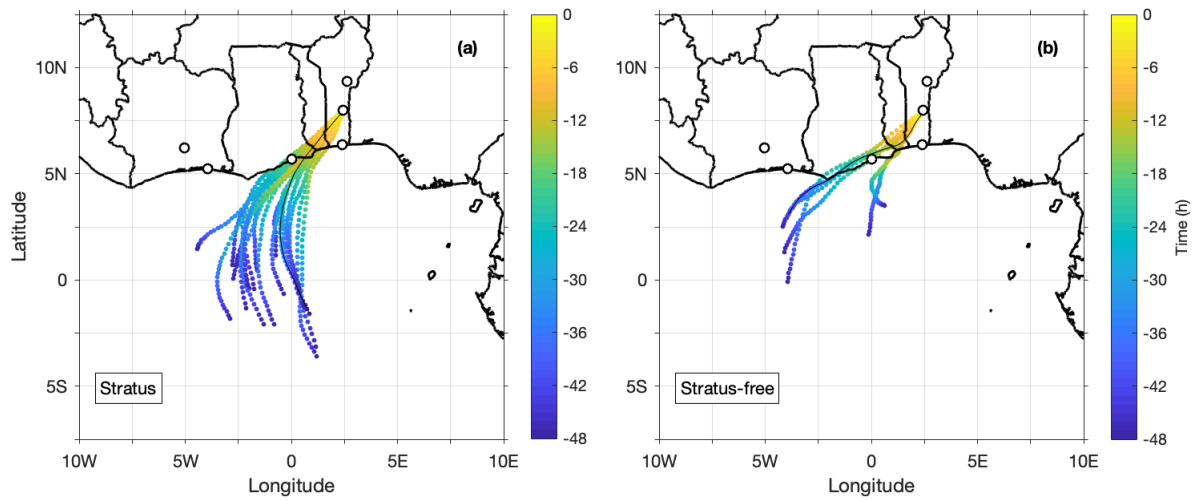 (a)
10N
5N
0
5S
Latitude
10W
5W
0
5E
10E
Longitude
Stratus
0
-6
-12
-18
-24
-30
-36
-42
-48
(b)
10N
5N
0
5S
10W
5W
0
5E
10E
Longitude
Stratus-free
0
-6
-12
-18
-24
-30
-36
-42
-48
Time (h)